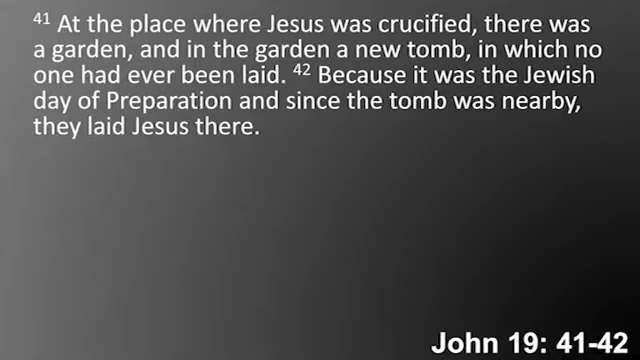 41 At the place where Jesus was crucified, there was
a garden, and in the garden a new tomb, in which no
one had ever been laid. 42 Because it was the Jewish
day of Preparation and since the tomb was nearby,
they laid Jesus there.
John 19: 41-42